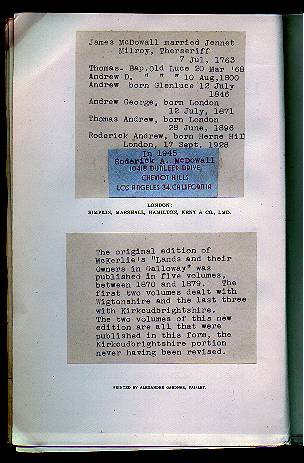 James McDowall married Jennet
Milroy, Thorseriff
7 Jul, 1763
Thomas- Bap.Old Luce 20 Mar '68
Andrew D. " " " 10 Aug,1800
Andrew born Glenluce 12 July
1846
Andrew George, born London
12 July, 1871
Thomas Andrew, born London
28 June, 1896
Roderick Andrew, born Herne Hill
London, 17 Sept. 1928
In 1945
Roderick A. McDowall
10418 DUNLEER DRIVE
CHEVIOT HILLS
LOS ANGELES 34, CALIFORNIA
LONDON:
SIMPKIN, MARSHALL, HAMILTON, KENT & CO., LMD.
The original edition of
McKerlie's "Lands and their
Owners in Galloway" was
published in five volumes,
between 1870 and 1879. The
first two volumes dealt with
Wigtonshire and the last three
with Kirkcudbrightshire.
The two volumes of this new
edition are all that were
published in this form, the
Kirkcudbrightshire portion
never having been revised.
PRINTED BY ALEXANDER GARDNER, PAISLEY.